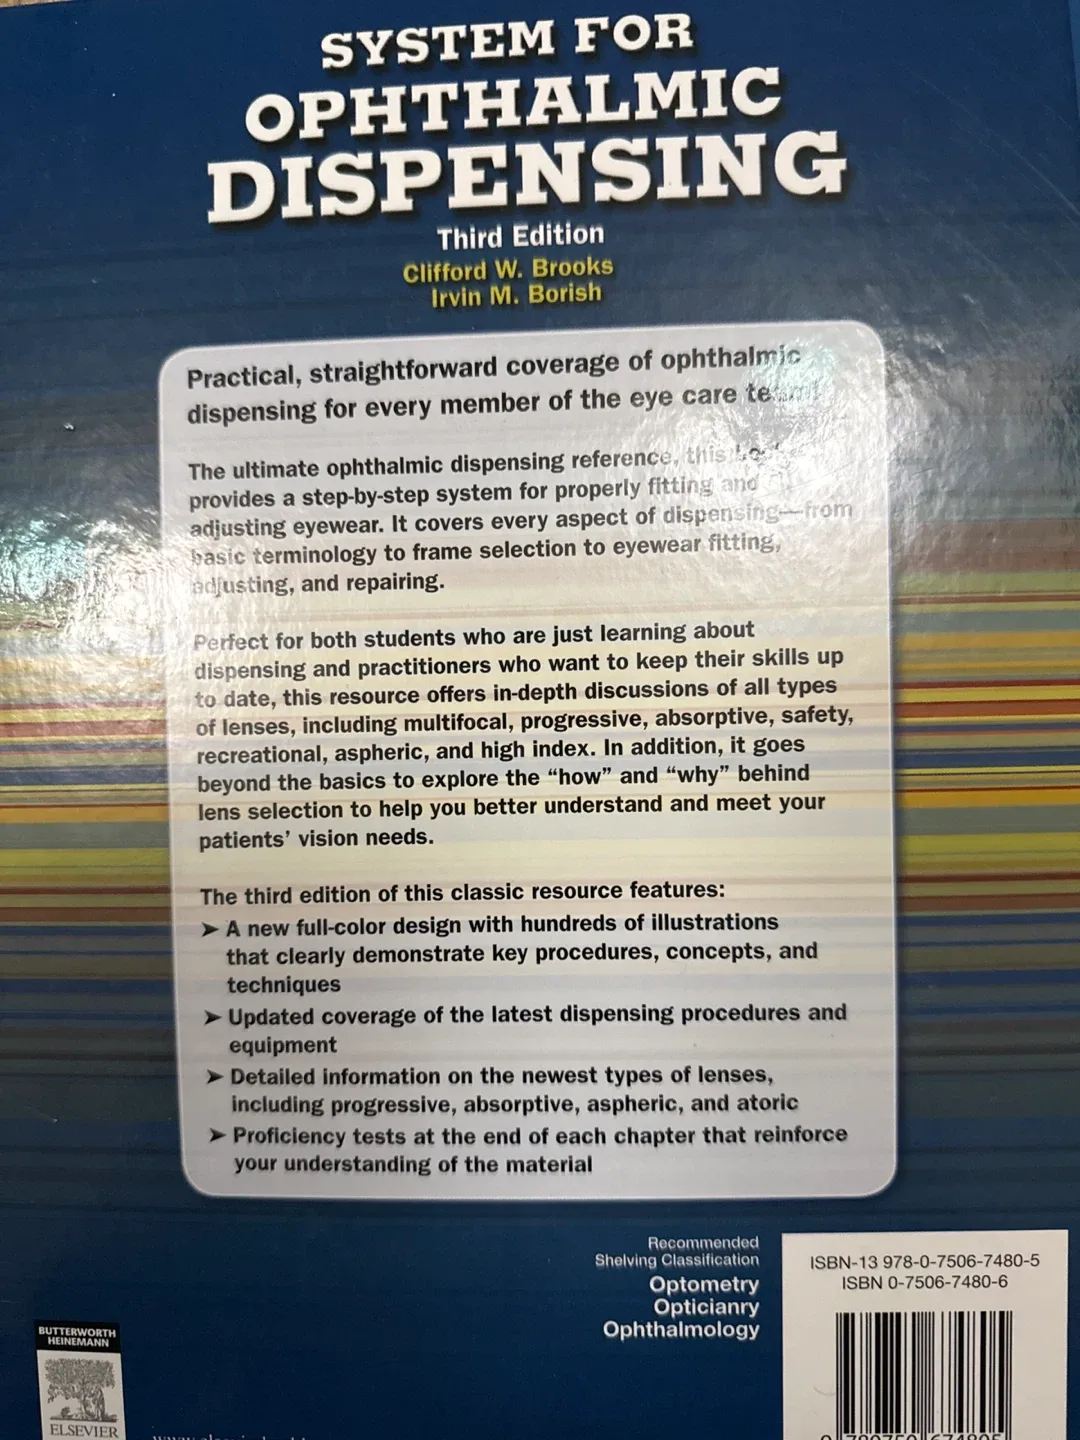 SYSTEM FOR
OPHTHALMIC
DISPENSING
Third Edition
Clifford W. Brooks
Irvin M. Borish
Practical, straightforward coverage of ophthalmic
dispensing for every member of the eye care team!
The ultimate ophthalmic dispensing reference, this book
provides a step-by-step system for properly fitting and
adjusting eyewear. It covers every aspect of dispensing—from
basic terminology to frame selection to eyewear fitting,
adjusting, and repairing.
Perfect for both students who are just learning about
dispensing and practitioners who want to keep their skills up
to date, this resource offers in-depth discussions of all types
of lenses, including multifocal, progressive, absorptive, safety,
recreational, aspheric, and high index. In addition, it goes
beyond the basics to explore the “how” and “why” behind
lens selection to help you better understand and meet your
patients’ vision needs.
The third edition of this classic resource features:
➤ A new full-color design with hundreds of illustrations
that clearly demonstrate key procedures, concepts, and
techniques
➤ Updated coverage of the latest dispensing procedures and
equipment
➤ Detailed information on the newest types of lenses,
including progressive, absorptive, aspheric, and atoric
➤ Proficiency tests at the end of each chapter that reinforce
your understanding of the material
Recommended
Shelving Classification
Optometry
Opticianry
Ophthalmology
ISBN-13 978-0-7506-7480-5
ISBN 0-7506-7480-6
BUTTERWORTH
HEINEMANN
ELSEVIER